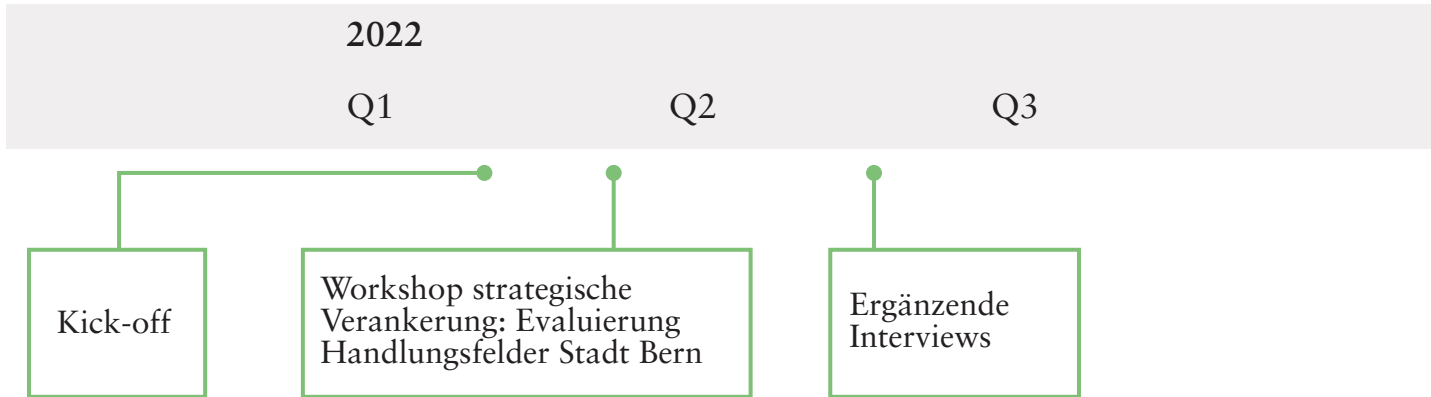 2022
Q1 Q2 Q3
Kick-off
Workshop strategische
Verankerung: Evaluierung
Handlungsfelder Stadt Bern
Ergänzende
Interviews